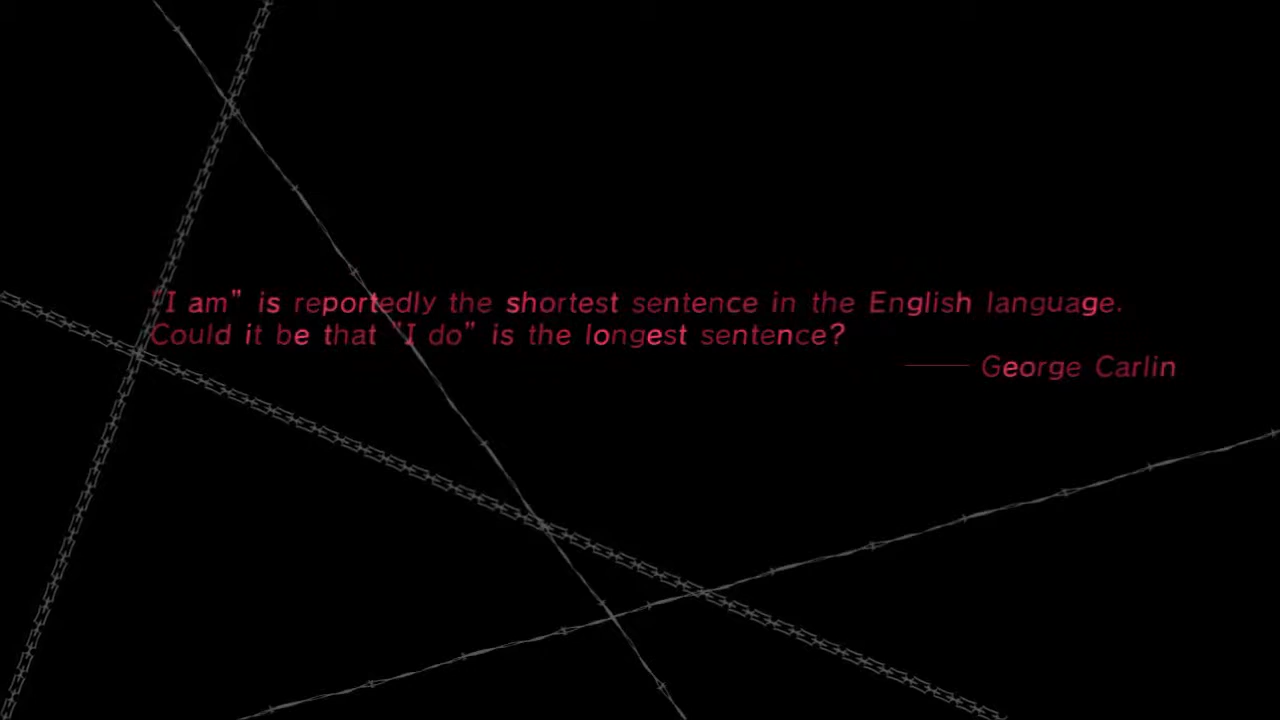 "I am" is reportedly the shortest sentence in the English language.
Could it be that "I do" is the longest sentence?
—— George Carlin